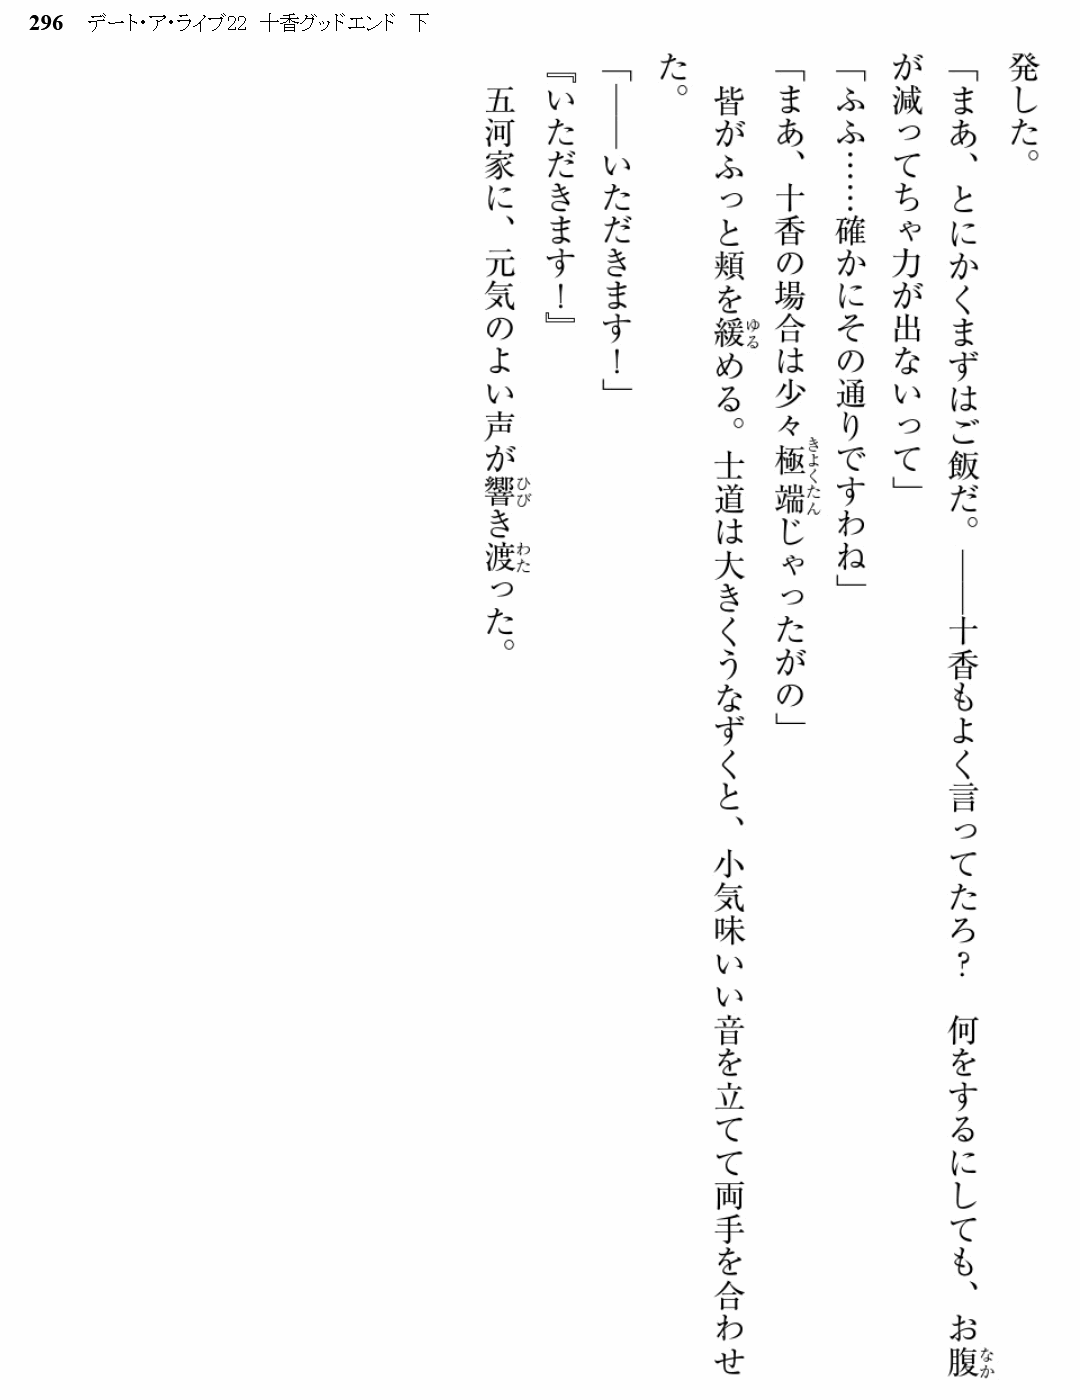 296 デート・ア・ライブ22 十香グッドエンド 下
発した。
「まあ、とにかくまずはご飯だ。――十香もよく言ってたろ？　何をするにしても、お腹
が減ってちゃ力が出ないって」
「ふふ……確かにその通りですわね」
「まあ、十香の場合は少々極端じゃったがの」
　皆がふっと頬を緩める。士道は大きくうなずくと、小気味いい音を立てて両手を合わせ
た。
「――いただきます！」
『いただきます！』
　五河家に、元気のよい声が響き渡った。